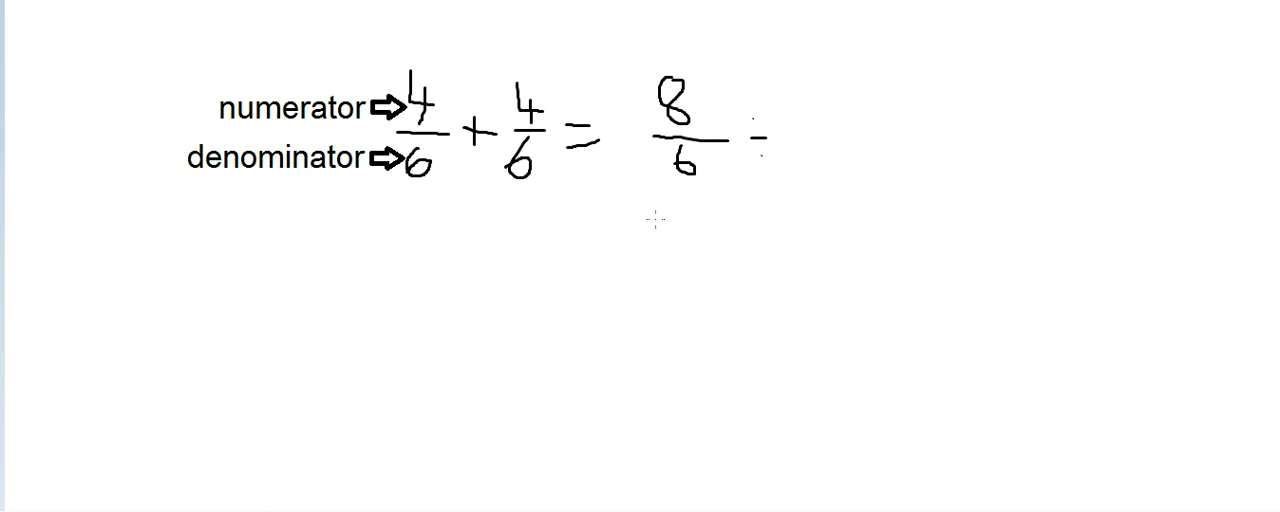 numerator ⇨ 4/6 + 4/6 = 8/6 ÷
denominator ⇨